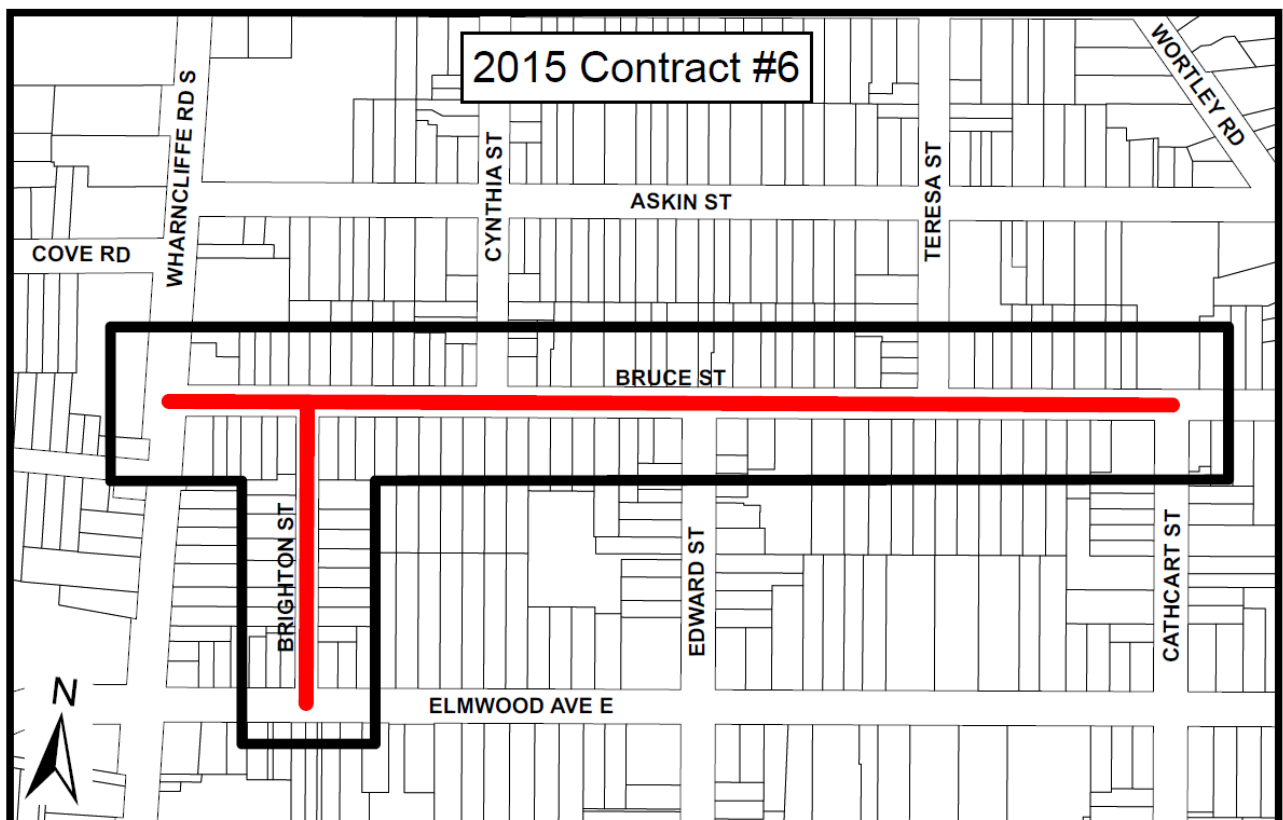 2015 Contract #6
WORTLEY RD
WHARNCLIFFE RD S
CYNTHIA ST
TERESA ST
ASKIN ST
COVE RD
BRUCE ST
BRIGHTON ST
EDWARD ST
CATHCART ST
N
ELMWOOD AVE E